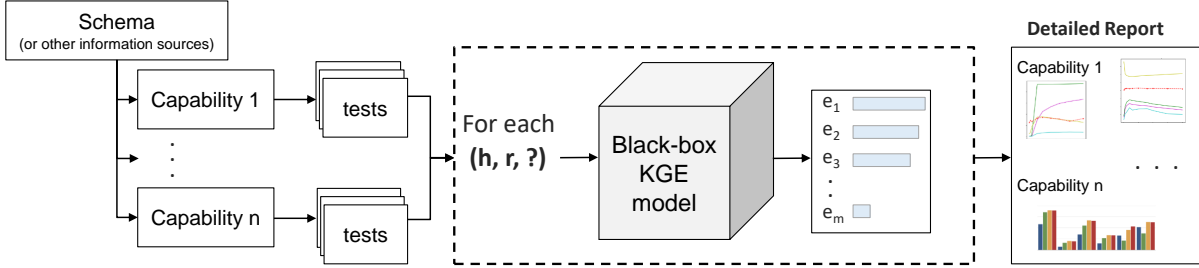 Schema
(or other information sources)
Capability 1
tests
.
.
.
Capability n
tests
For each
(h, r, ?)
Black-box
KGE
model
e1
e2
e3
.
.
em
Detailed Report
Capability 1
. . .
Capability n